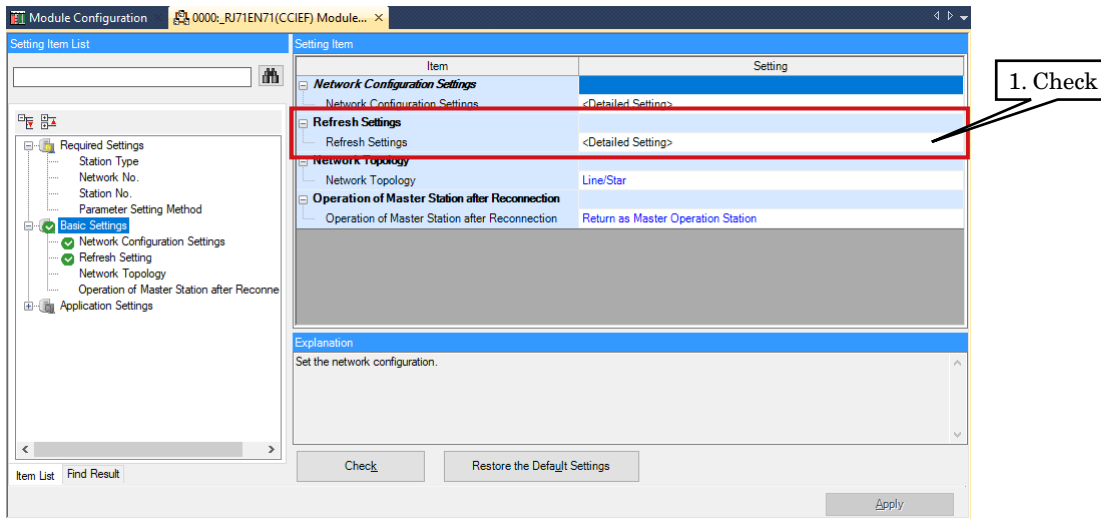 Module Configuration
0000:_RJ71EN71(CCIEF) Module...
Setting Item List
Setting Item
Item
Setting
Network Configuration Settings
Network Configuration Settings
<Detailed Setting>
Refresh Settings
Refresh Settings
<Detailed Setting>
Network Topology
Network Topology
Line/Star
Operation of Master Station after Reconnection
Operation of Master Station after Reconnection
Return as Master Operation Station
1. Check
Required Settings
Station Type
Network No.
Station No.
Parameter Setting Method
Basic Settings
Network Configuration Settings
Refresh Setting
Network Topology
Operation of Master Station after Reconne
Application Settings
Explanation
Set the network configuration.
Item List
Find Result
Check
Restore the Default Settings
Apply